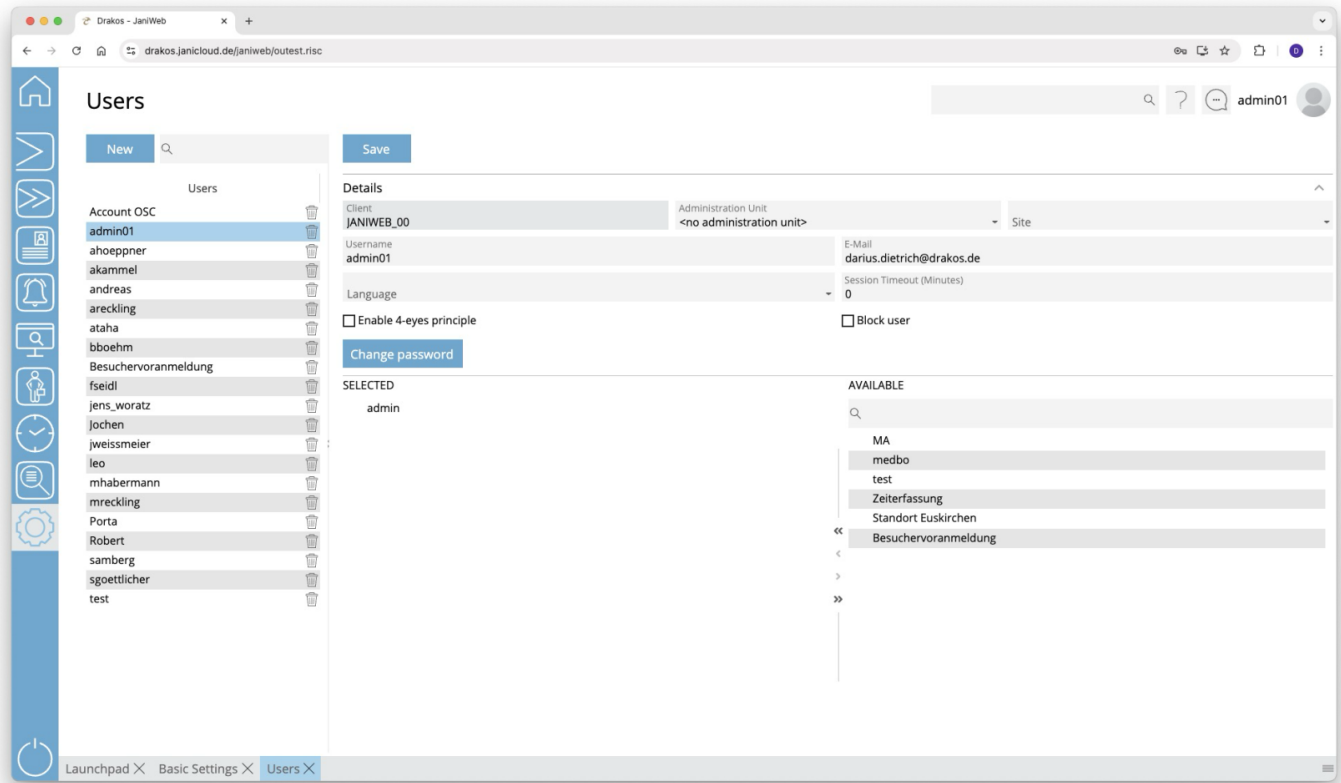 Drakos - JaniWeb
drakos.janicloud.de/janiweb/outest.risc
D
Users
admin01
New
Save
Users
Account OSC
admin01
ahoeppner
akammel
andreas
areckling
ataha
bboehm
Besuchervoranmeldung
fseidl
jens_woratz
Jochen
jweissmeier
leo
mhabermann
mreckling
Porta
Robert
samberg
sgoettlicher
test
Details
Client
JANIWEB_00
Administration Unit
<no administration unit>
Site
Username
admin01
E-Mail
darius.dietrich@drakos.de
Language
Session Timeout (Minutes)
0
Enable 4-eyes principle
Block user
Change password
SELECTED
admin
AVAILABLE
MA
medbo
test
Zeiterfassung
Standort Euskirchen
Besuchervoranmeldung
Launchpad
Basic Settings
Users